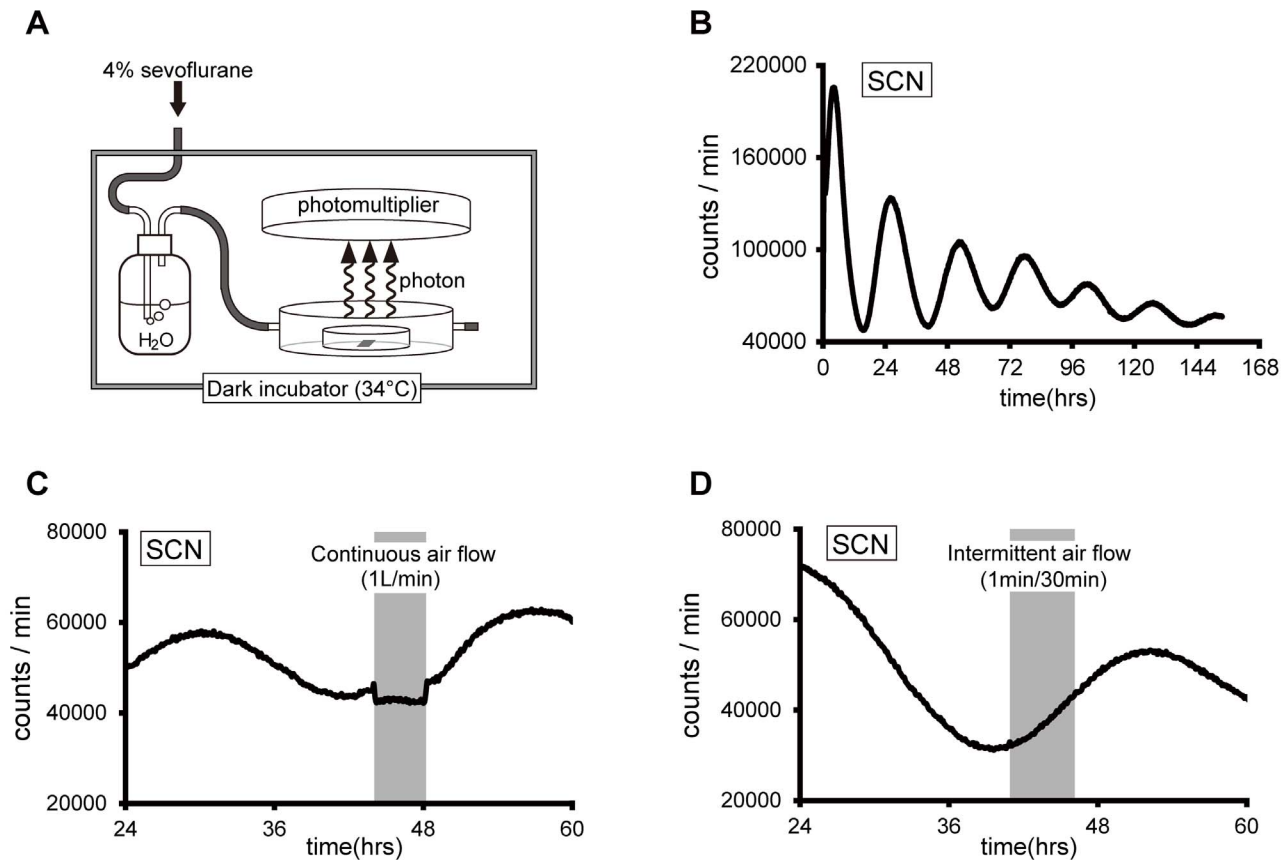 A
4% sevoflurane
photomultiplier
photon
H2O
Dark incubator (34°C)
B
220000
160000
100000
40000
counts / min
SCN
0 24 48 72 96 120 144 168
time(hrs)
C
80000
60000
40000
20000
counts / min
SCN
Continuous air flow
(1L/min)
24 36 48 60
time(hrs)
D
80000
60000
40000
20000
counts / min
SCN
Intermittent air flow
(1min/30min)
24 36 48 60
time(hrs)